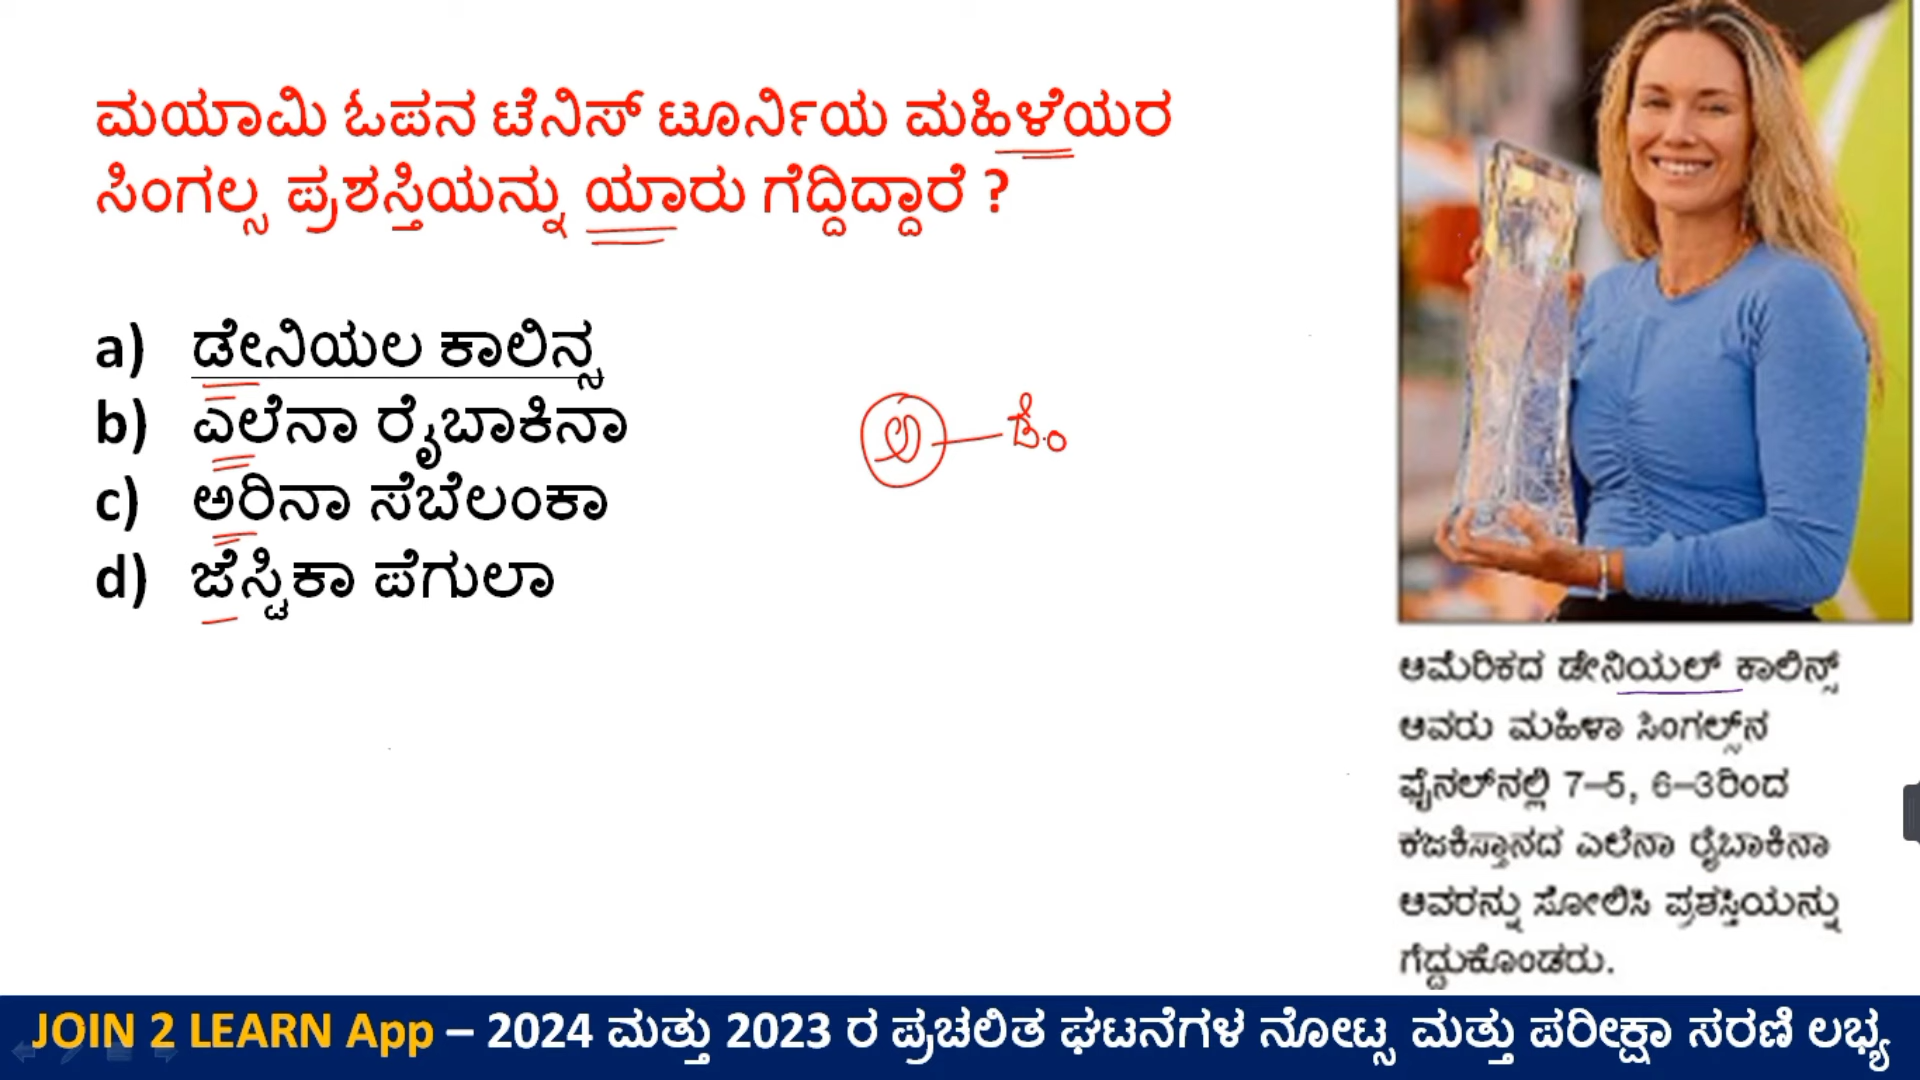 ಮಯಾಮಿ ಓಪನ ಟೆನಿಸ್ ಟೂರ್ನಿಯ ಮಹಿಳೆಯರ
ಸಿಂಗಲ್ಸ ಪ್ರಶಸ್ತಿಯನ್ನು ಯಾರು ಗೆದ್ದಿದ್ದಾರೆ ?
a) ಡೇನಿಯಲ ಕಾಲಿನ್ಸ
b) ಎಲೆನಾ ರೈಬಾಕಿನಾ
c) ಅರಿನಾ ಸೆಬೆಲಂಕಾ
d) ಜೆಸ್ಟಿಕಾ ಪೆಗುಲಾ
ಅಮೆರಿಕದ ಡೇನಿಯಲ್ ಕಾಲಿನ್ಸ್
ಅವರು ಮಹಿಳಾ ಸಿಂಗಲ್ಸ್‌ನ
ಫೈನಲ್‌ನಲ್ಲಿ 7–5, 6–3ರಿಂದ
ಕಜಕಿಸ್ತಾನದ ಎಲೆನಾ ರೈಬಾಕಿನಾ
ಅವರನ್ನು ಸೋಲಿಸಿ ಪ್ರಶಸ್ತಿಯನ್ನು
ಗೆದ್ದುಕೊಂಡರು.
JOIN 2 LEARN App – 2024 ಮತ್ತು 2023 ರ ಪ್ರಚಲಿತ ಘಟನೆಗಳ ನೋಟ್ಸ ಮತ್ತು ಪರೀಕ್ಷಾ ಸರಣಿ ಲಭ್ಯ